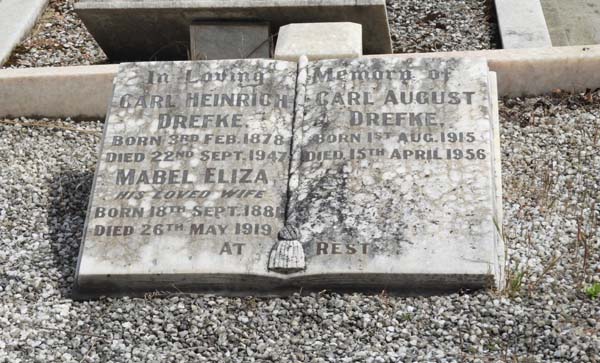 In Loving Memory of
CARL HEINRICH
DREFKE.
BORN 3RD FEB. 1878
DIED 22ND SEPT. 1947
MABEL ELIZA
HIS LOVED WIFE
BORN 18TH SEPT. 1881
DIED 26TH MAY 1919
CARL AUGUST
DREFKE.
BORN 1ST AUG. 1915
DIED 15TH APRIL 1956
AT REST